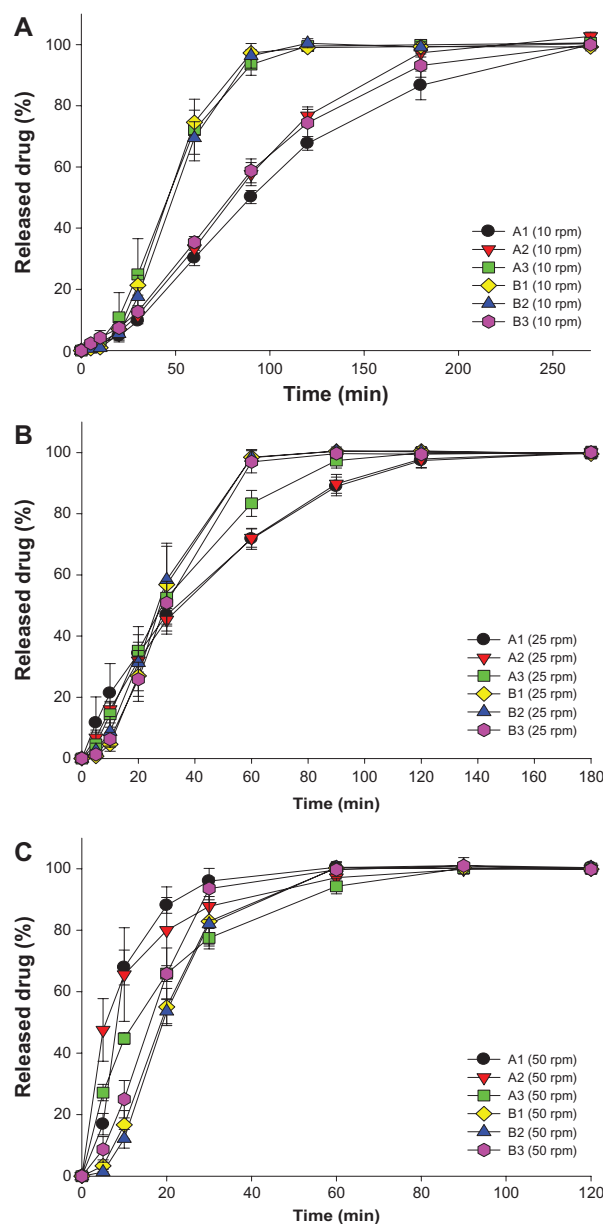 A
100
80
60
40
20
0
Released drug (%)
A1 (10 rpm)
A2 (10 rpm)
A3 (10 rpm)
B1 (10 rpm)
B2 (10 rpm)
B3 (10 rpm)
0 50 100 150 200 250
Time (min)
B
100
80
60
40
20
0
Released drug (%)
A1 (25 rpm)
A2 (25 rpm)
A3 (25 rpm)
B1 (25 rpm)
B2 (25 rpm)
B3 (25 rpm)
0 20 40 60 80 100 120 140 160 180
Time (min)
C
100
80
60
40
20
0
Released drug (%)
A1 (50 rpm)
A2 (50 rpm)
A3 (50 rpm)
B1 (50 rpm)
B2 (50 rpm)
B3 (50 rpm)
0 20 40 60 80 100 120
Time (min)